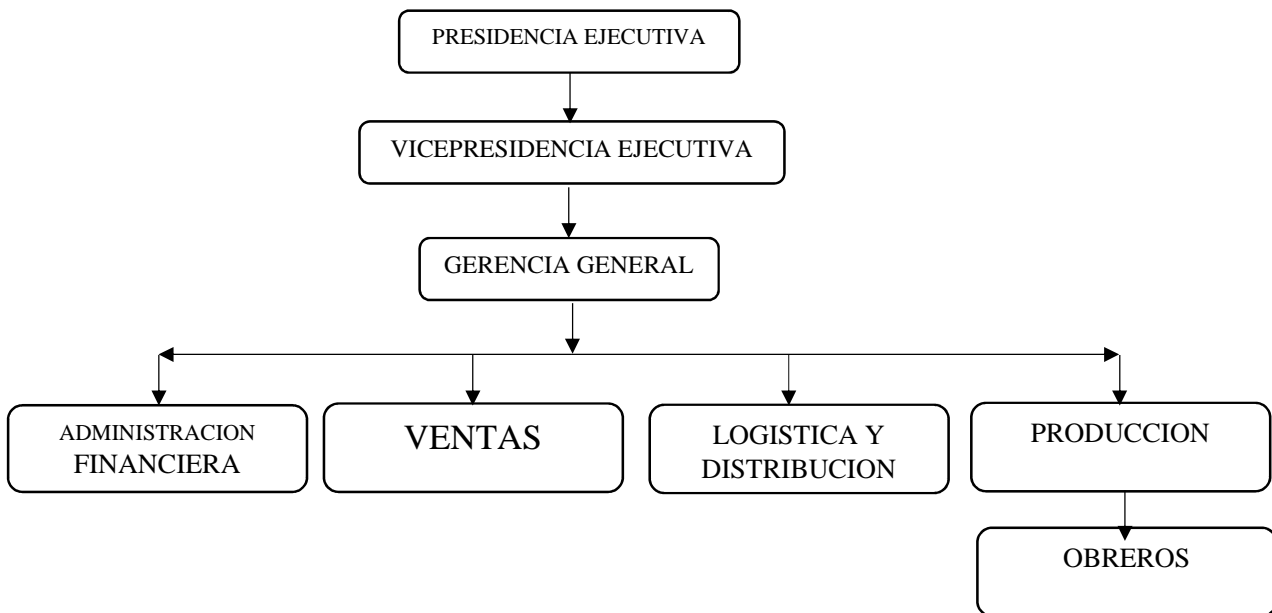 PRESIDENCIA EJECUTIVA
VICEPRESIDENCIA EJECUTIVA
GERENCIA GENERAL
ADMINISTRACION
FINANCIERA
VENTAS
LOGISTICA Y
DISTRIBUCION
PRODUCCION
OBREROS